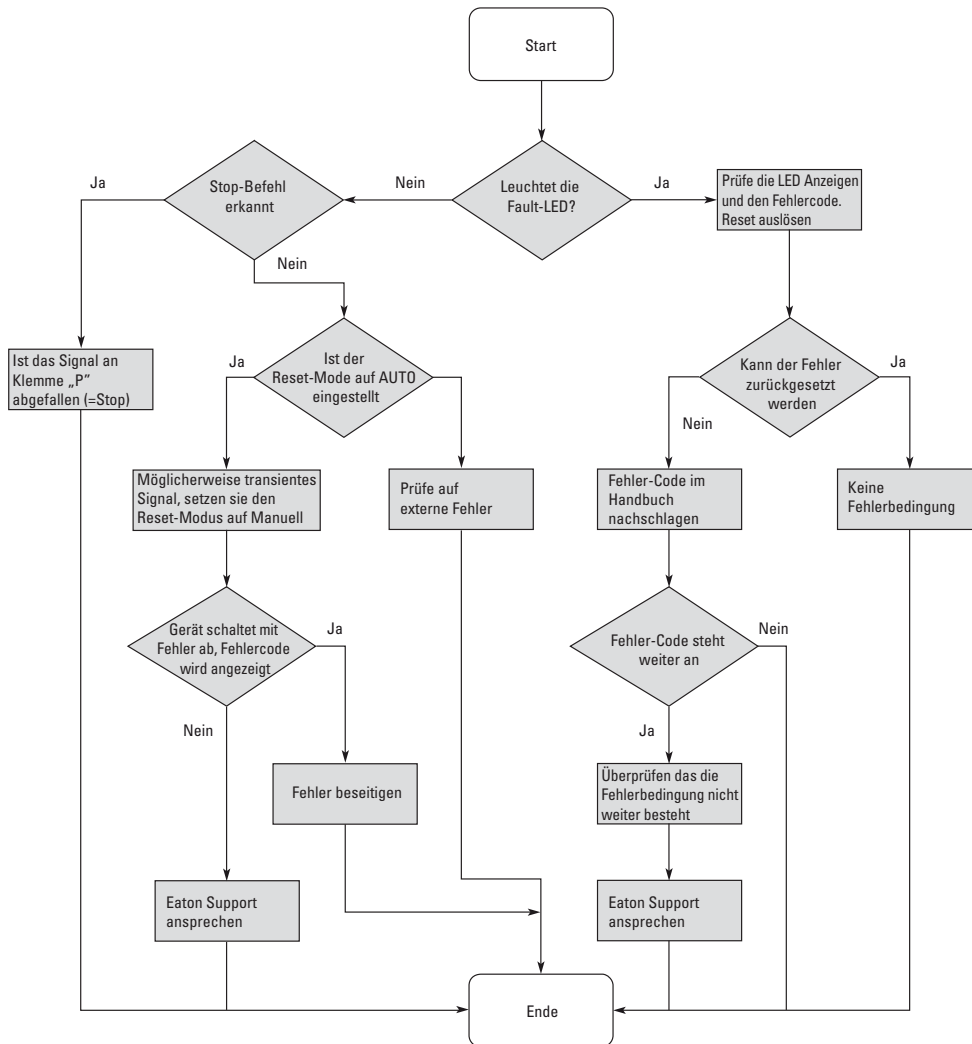 Start
Ja
Stop-Befehl
erkannt
Nein
Leuchtet die
Fault-LED?
Ja
Prüfe die LED Anzeigen
und den Fehlercode.
Reset auslösen
Nein
Ist das Signal an
Klemme „P”
abgefallen (=Stop)
Ja
Ist der
Reset-Mode auf AUTO
eingestellt
Nein
Kann der Fehler
zurückgesetzt
werden
Ja
Nein
Möglicherweise transientes
Signal, setzen sie den
Reset-Modus auf Manuell
Prüfe auf
externe Fehler
Fehler-Code im
Handbuch
nachschlagen
Keine
Fehlerbedingung
Gerät schaltet mit
Fehler ab, Fehlercode
wird angezeigt
Ja
Nein
Fehler-Code steht
weiter an
Nein
Ja
Fehler beseitigen
Überprüfen das die
Fehlerbedingung nicht
weiter besteht
Eaton Support
ansprechen
Eaton Support
ansprechen
Ende